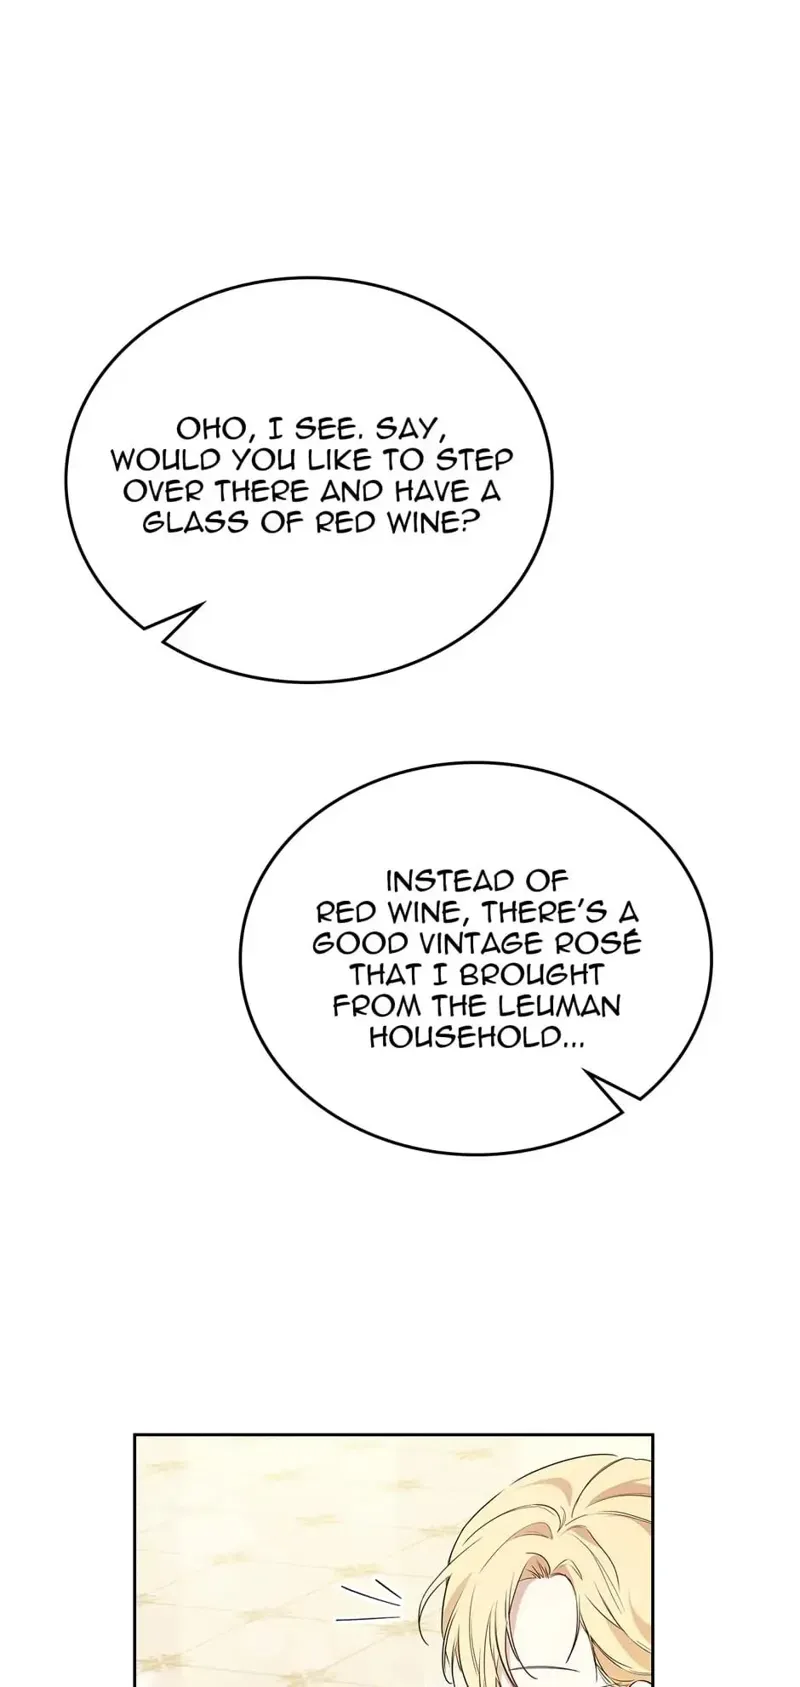 OHO, I SEE. SAY,
WOULD YOU LIKE TO STEP
OVER THERE AND HAVE A
GLASS OF RED WINE?
INSTEAD OF
RED WINE, THERE'S A
GOOD VINTAGE ROSÉ
THAT I BROUGHT
FROM THE LEUMAN
HOUSEHOLD...